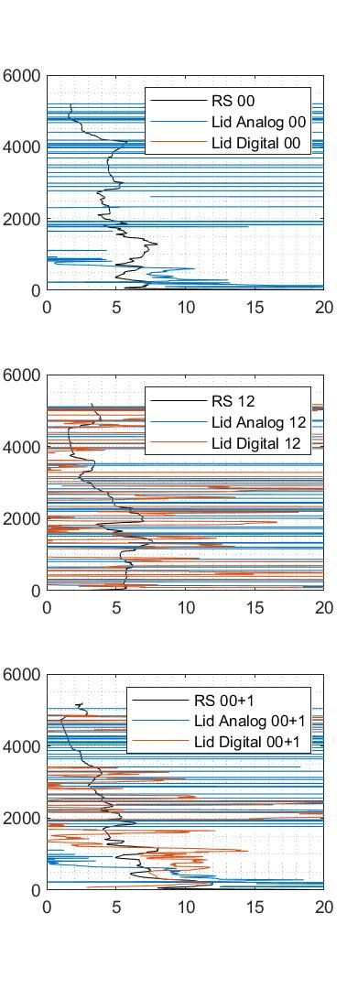 6000
RS 00
Lid Analog 00
Lid Digital 00
4000
2000
0
0 5 10 15 20
6000
RS 12
Lid Analog 12
Lid Digital 12
4000
2000
0
0 5 10 15 20
6000
RS 00+1
Lid Analog 00+1
Lid Digital 00+1
4000
2000
0
0 5 10 15 20